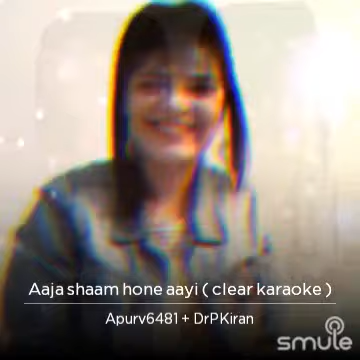 Aaja shaam hone aayi ( clear karaoke )
Apurv6481 + DrPKiran
smule